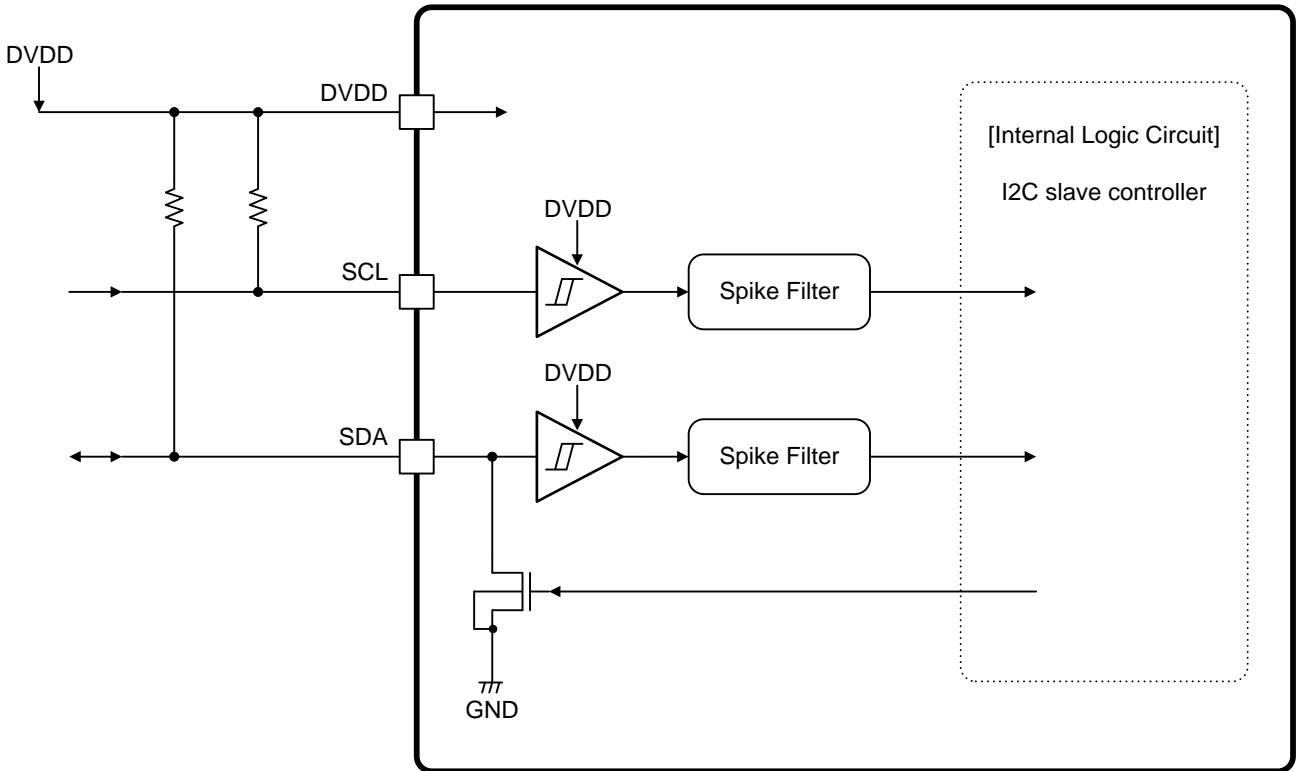 DVDD
DVDD
[Internal Logic Circuit]
I2C slave controller
DVDD
SCL
Spike Filter
DVDD
SDA
Spike Filter
GND